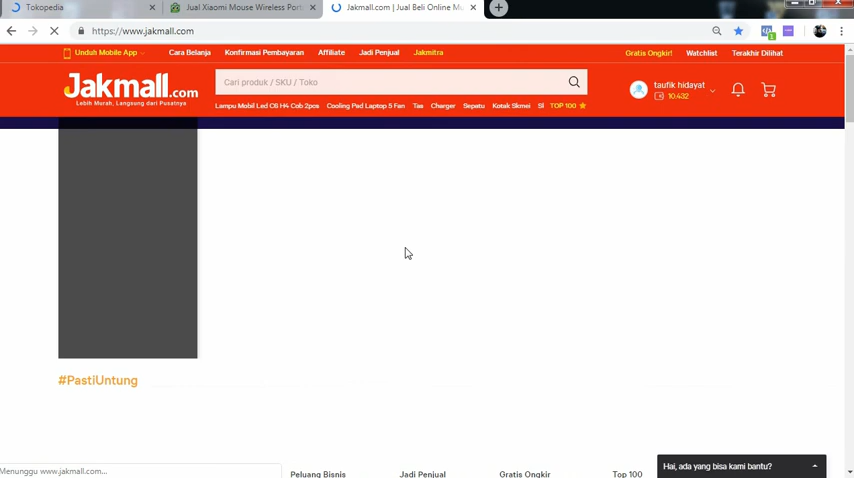 Tokopedia
Jual Xiaomi Mouse Wireless Port
Jakmall.com | Jual Beli Online Mu
https://www.jakmall.com
1
Unduh Mobile App
Cara Belanja
Konfirmasi Pembayaran
Affiliate
Jadi Penjual
Jakmitra
Gratis Ongkir!
Watchlist
Terakhir Dilihat
Jakmall.com
Lebih Murah, Langsung dari Pusatnya
Cari produk / SKU / Toko
Lampu Mobil Led C6 H4 Cob 2pcs
Cooling Pad Laptop 5 Fan
Tas
Charger
Sepatu
Kotak Skmei
Sl
TOP 100
taufik hidayat
10.432
#PastiUntung
Menunggu www.jakmall.com...
Peluang Bisnis
Jadi Penjual
Gratis Ongkir
Top 100
Hai, ada yang bisa kami bantu?